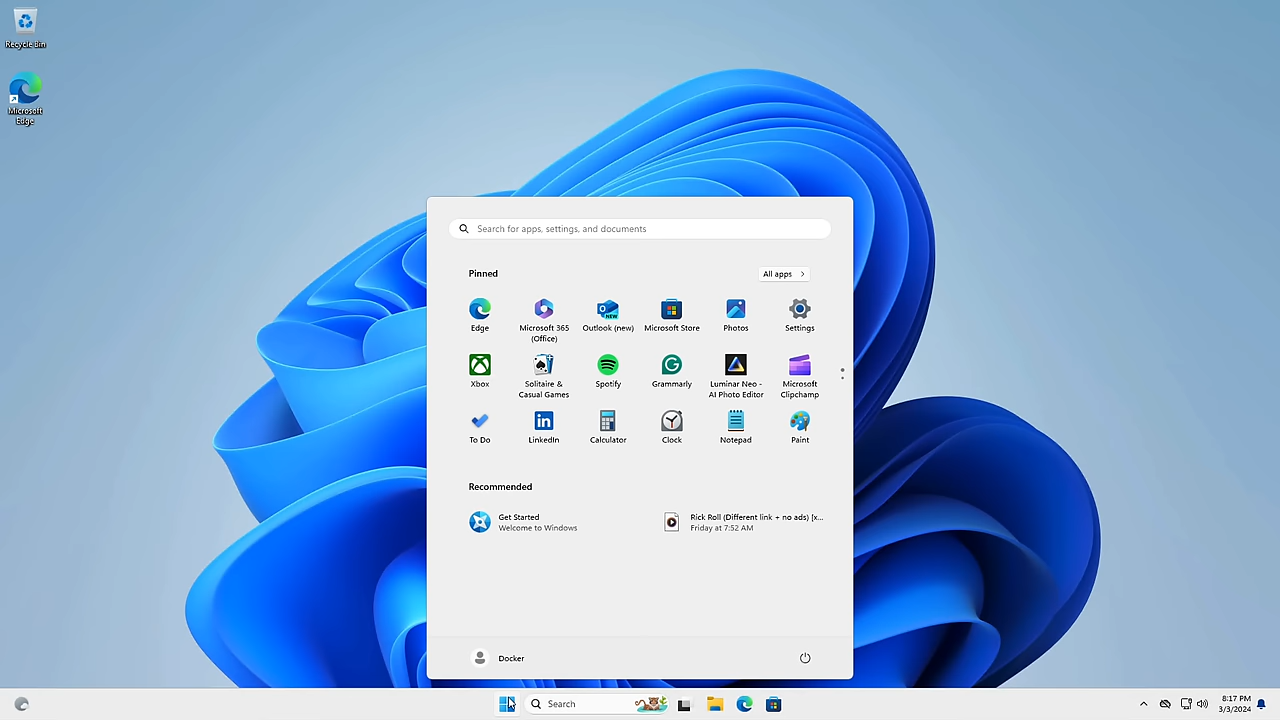 Recycle Bin
Microsoft
Edge
Search for apps, settings, and documents
Pinned
All apps
Edge
Microsoft 365
(Office)
Outlook (new)
Microsoft Store
Photos
Settings
Xbox
Solitaire &
Casual Games
Spotify
Grammarly
Luminar Neo -
AI Photo Editor
Microsoft
Clipchamp
To Do
LinkedIn
Calculator
Clock
Notepad
Paint
Recommended
Get Started
Welcome to Windows
Rick Roll (Different link + no ads) [x...
Friday at 7:52 AM
Docker
Search
8:17 PM
3/3/2024